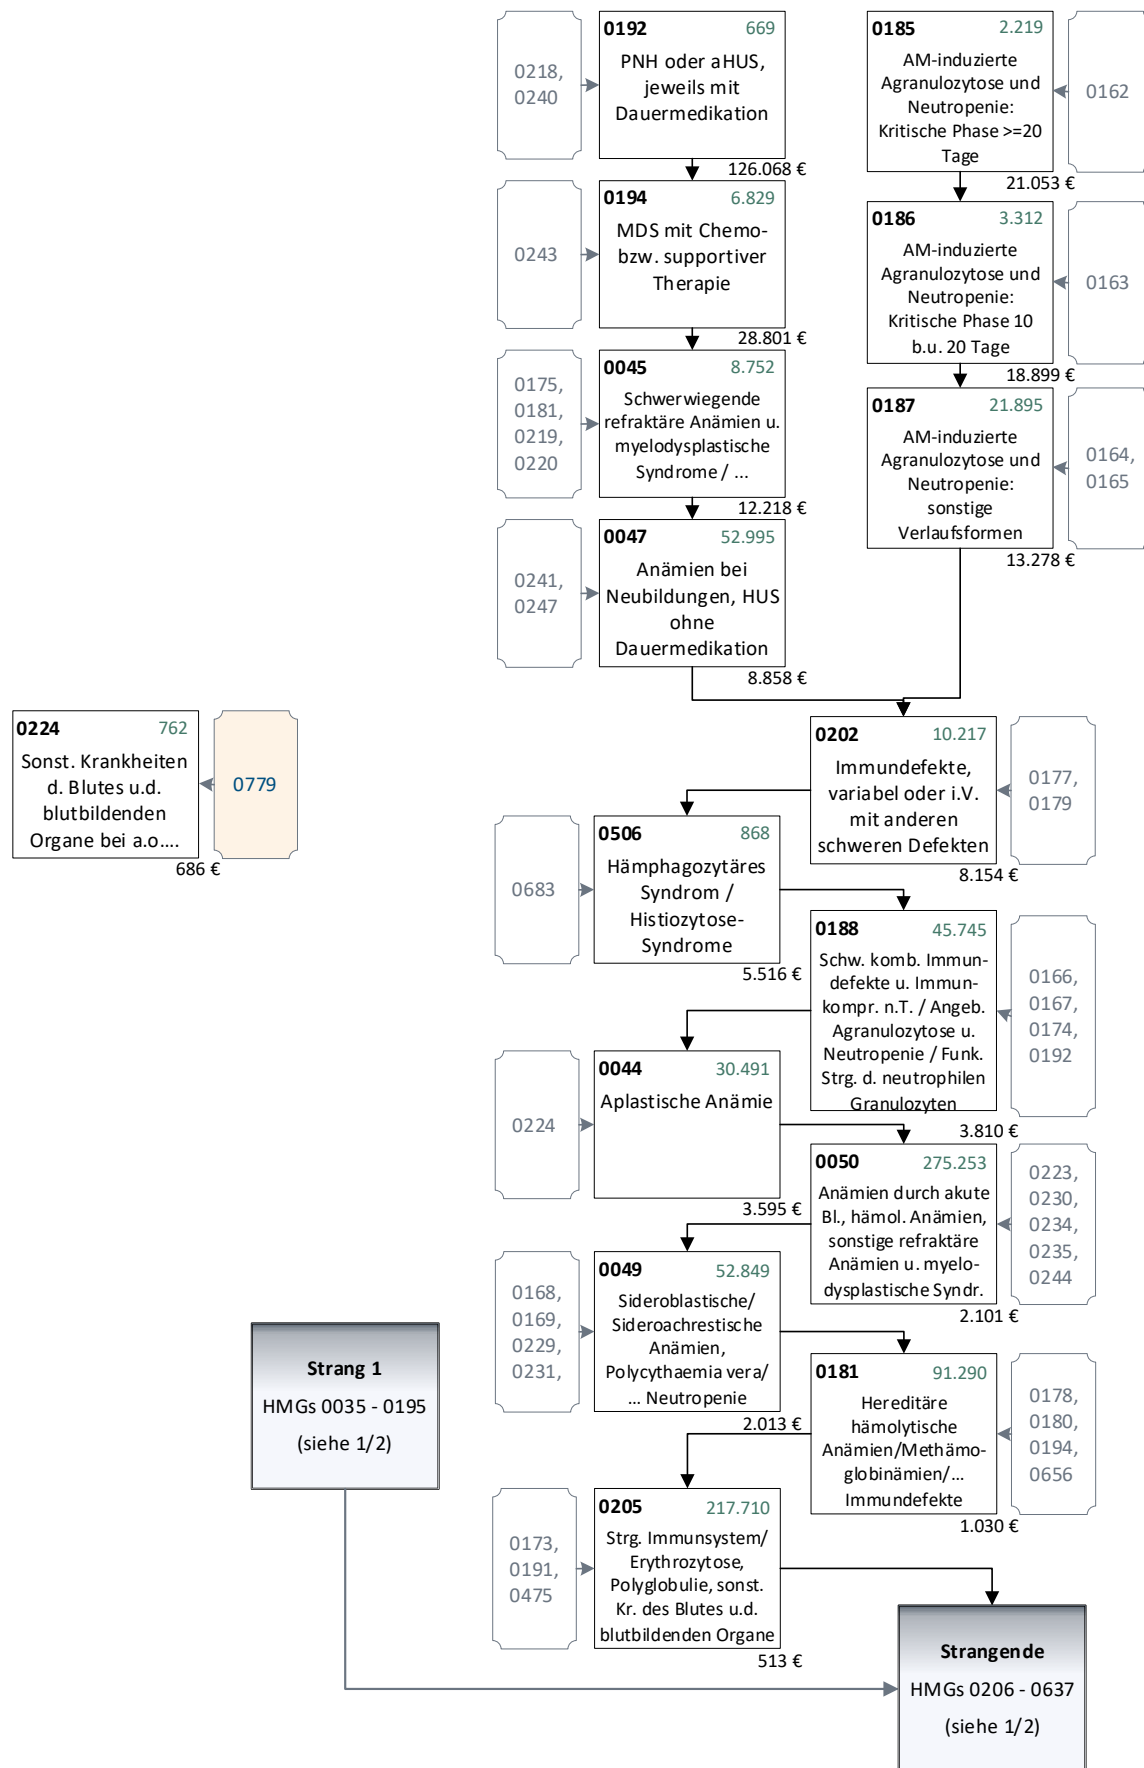 0218,
0240
0192 669
PNH oder aHUS,
jeweils mit
Dauermedikation
126.068 €
0185 2.219
AM-induzierte
Agranulozytose und
Neutropenie:
Kritische Phase >=20
Tage
21.053 €
0162
0243
0194 6.829
MDS mit Chemo-
bzw. supportiver
Therapie
28.801 €
0186 3.312
AM-induzierte
Agranulozytose und
Neutropenie:
Kritische Phase 10
b.u. 20 Tage
18.899 €
0163
0175,
0181,
0219,
0220
0045 8.752
Schwerwiegende
refraktäre Anämien u.
myelodysplastische
Syndrome / ...
12.218 €
0187 21.895
AM-induzierte
Agranulozytose und
Neutropenie:
sonstige
Verlaufsformen
13.278 €
0164,
0165
0241,
0247
0047 52.995
Anämien bei
Neubildungen, HUS
ohne
Dauermedikation
8.858 €
0224 762
Sonst. Krankheiten
d. Blutes u.d.
blutbildenden
Organe bei a.o....
686 €
0779
0202 10.217
Immundefekte,
variabel oder i.V.
mit anderen
schweren Defekten
8.154 €
0177,
0179
0683
0506 868
Hämphagozytäres
Syndrom /
Histiozytose-
Syndrome
5.516 €
0188 45.745
Schw. komb. Immun-
defekte u. Immun-
kompr. n.T. / Angeb.
Agranulozytose u.
Neutropenie / Funk.
Strg. d. neutrophilen
Granulozyten
3.810 €
0166,
0167,
0174,
0192
0224
0044 30.491
Aplastische Anämie
3.595 €
0050 275.253
Anämien durch akute
Bl., hämol. Anämien,
sonstige refraktäre
Anämien u. myelo-
dysplastische Syndr.
2.101 €
0223,
0230,
0234,
0235,
0244
0168,
0169,
0229,
0231,
0049 52.849
Sideroblastische/
Sideroachrestische
Anämien,
Polycythaemia vera/
... Neutropenie
2.013 €
0181 91.290
Hereditäre
hämolytische
Anämien/Methämo-
globinämien/...
Immundefekte
1.030 €
0178,
0180,
0194,
0656
Strang 1
HMGs 0035 - 0195
(siehe 1/2)
0173,
0191,
0475
0205 217.710
Strg. Immunsystem/
Erythrozytose,
Polyglobulie, sonst.
Kr. des Blutes u.d.
blutbildenden Organe
513 €
Strangende
HMGs 0206 - 0637
(siehe 1/2)